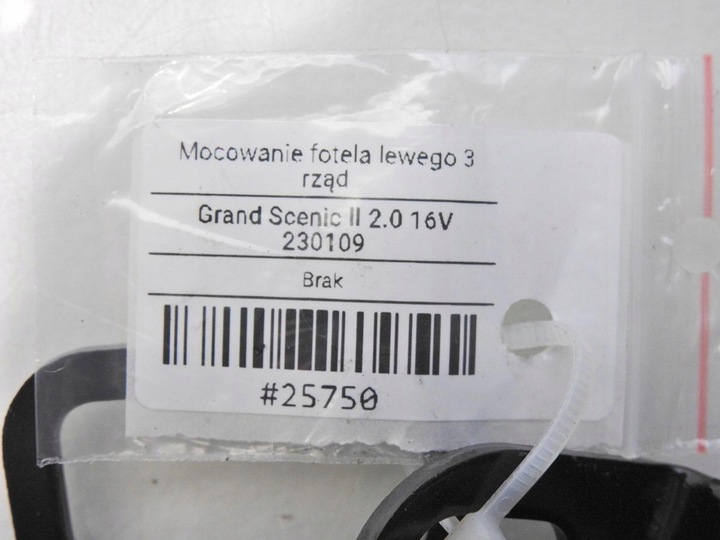 Mocowanie fotela lewego 3
rząd
Grand Scenic II 2.0 16V
230109
Brak
#25750